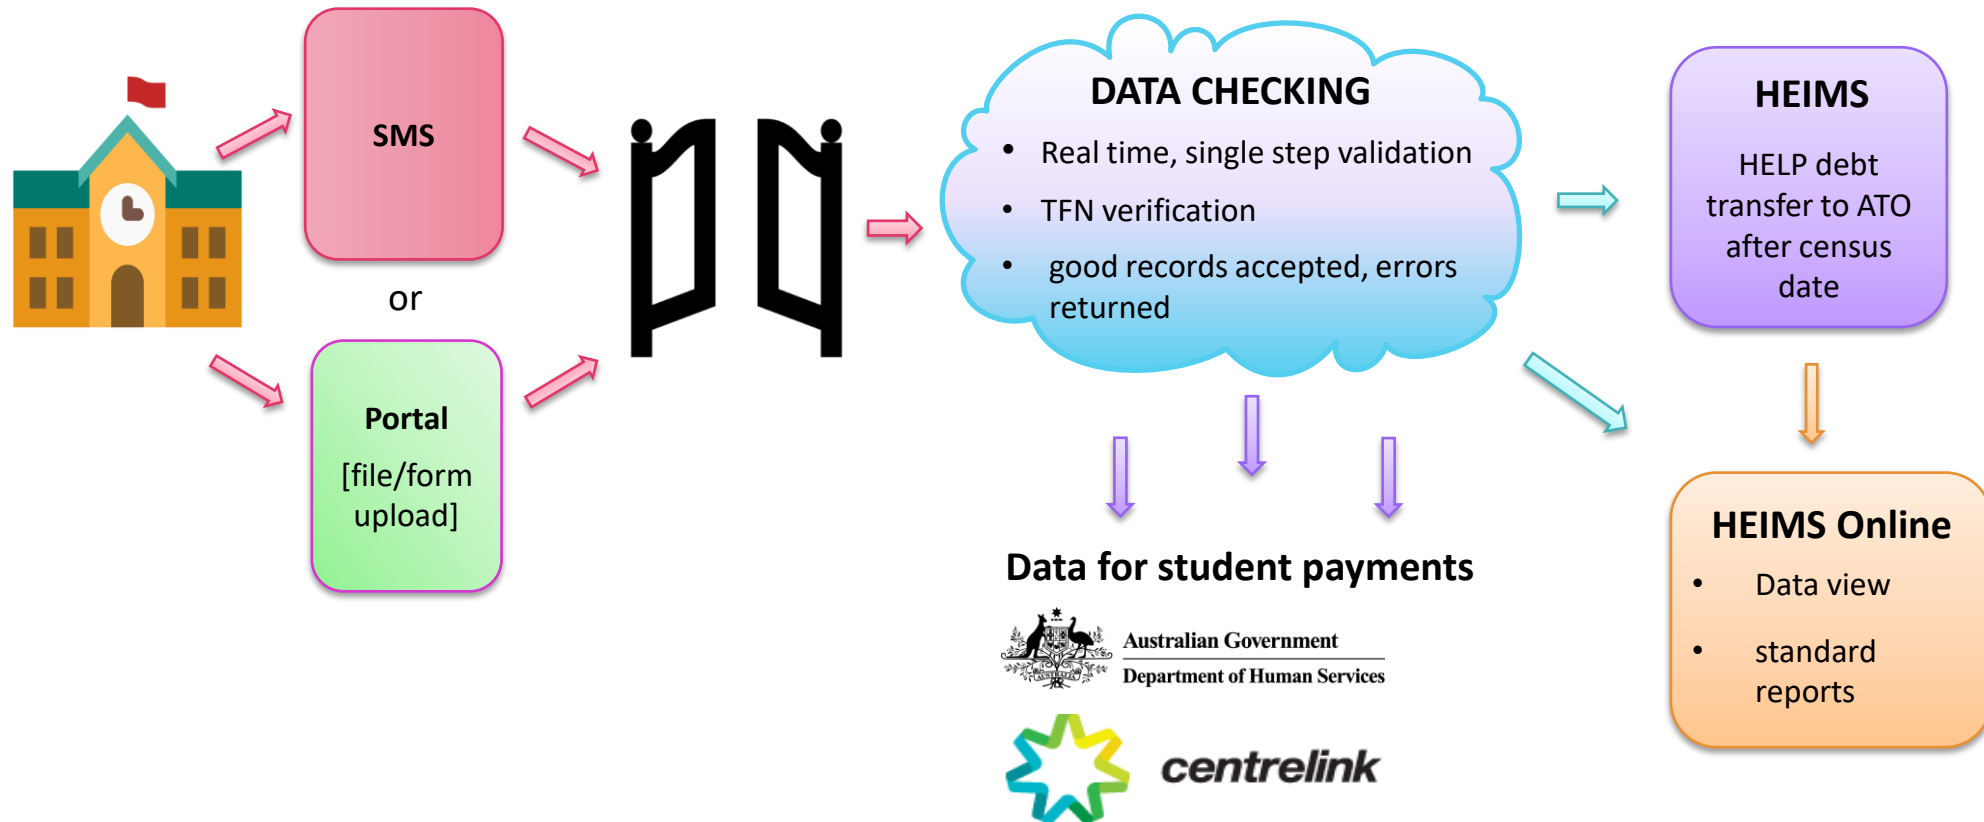 SMS
or
Portal
[file/form
upload]
DATA CHECKING
• Real time, single step validation
• TFN verification
• good records accepted, errors
returned
HEIMS
HELP debt
transfer to ATO
after census
date
HEIMS Online
• Data view
• standard
reports
Data for student payments
Australian Government
Department of Human Services
centrelink